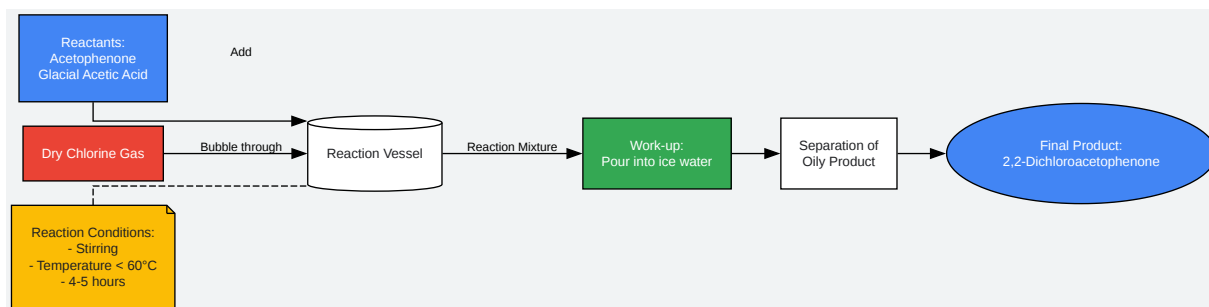 Reactants:
Acetophenone
Glacial Acetic Acid
Add
Dry Chlorine Gas
Bubble through
Reaction Vessel
Reaction Mixture
Work-up:
Pour into ice water
Separation of
Oily Product
Final Product:
2,2-Dichloroacetophenone
Reaction Conditions:
- Stirring
- Temperature < 60°C
- 4-5 hours